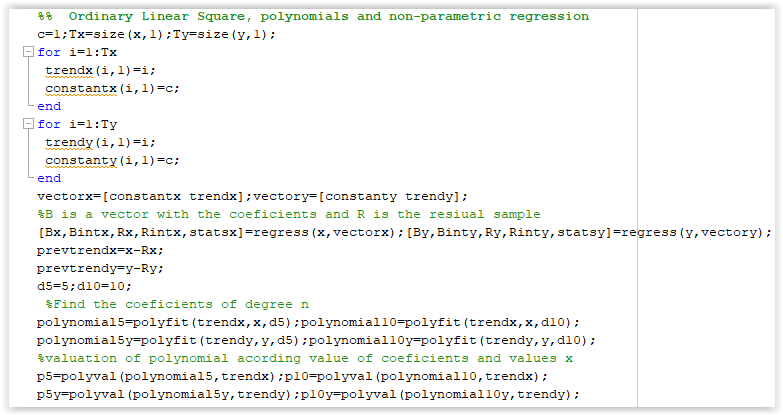 %%  Ordinary Linear Square, polynomials and non-parametric regression
c=1;Tx=size(x,1);Ty=size(y,1);
for i=1:Tx
trendx(i,1)=i;
constantx(i,1)=c;
end
for i=1:Ty
trendy(i,1)=i;
constanty(i,1)=c;
end
vectorx=[constantx trendx];vectory=[constanty trendy];
%B is a vector with the coeficients and R is the resiual sample
[Bx,Bintx,Rx,Rintx,statsx]=regress(x,vectorx);[By,Binty,Ry,Rinty,statsy]=regress(y,vectory);
prevtrendx=x-Rx;
prevtrendy=y-Ry;
d5=5;d10=10;
%Find the coeficients of degree n
polynomial5=polyfit(trendx,x,d5);polynomial10=polyfit(trendx,x,d10);
polynomial5y=polyfit(trendy,y,d5);polynomial10y=polyfit(trendy,y,d10);
%valuation of polynomial acording value of coeficients and values x
p5=polyval(polynomial5,trendx);p10=polyval(polynomial10,trendx);
p5y=polyval(polynomial5y,trendy);p10y=polyval(polynomial10y,trendy);